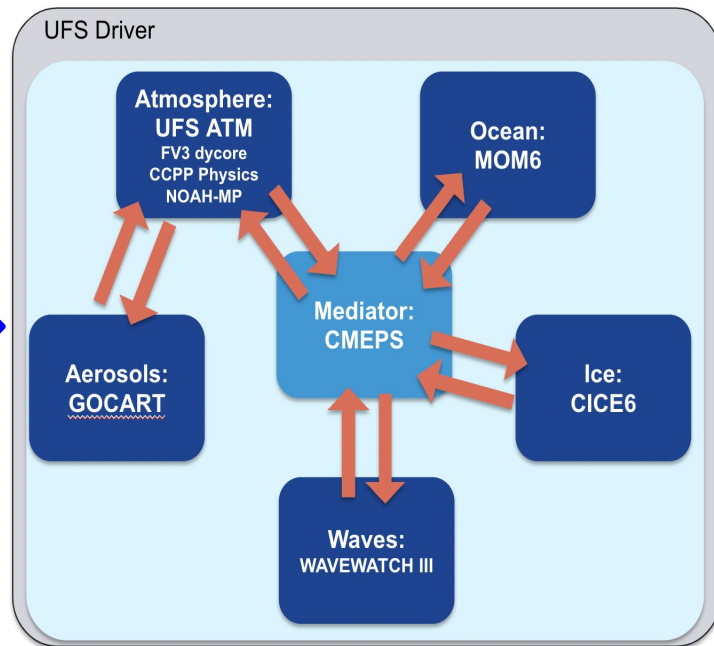 UFS Driver
Atmosphere:
UFS ATM
FV3 dycore
CCPP Physics
NOAH-MP
Ocean:
MOM6
Mediator:
CMEPS
Aerosols:
GOCART
Ice:
CICE6
Waves:
WAVEWATCH III